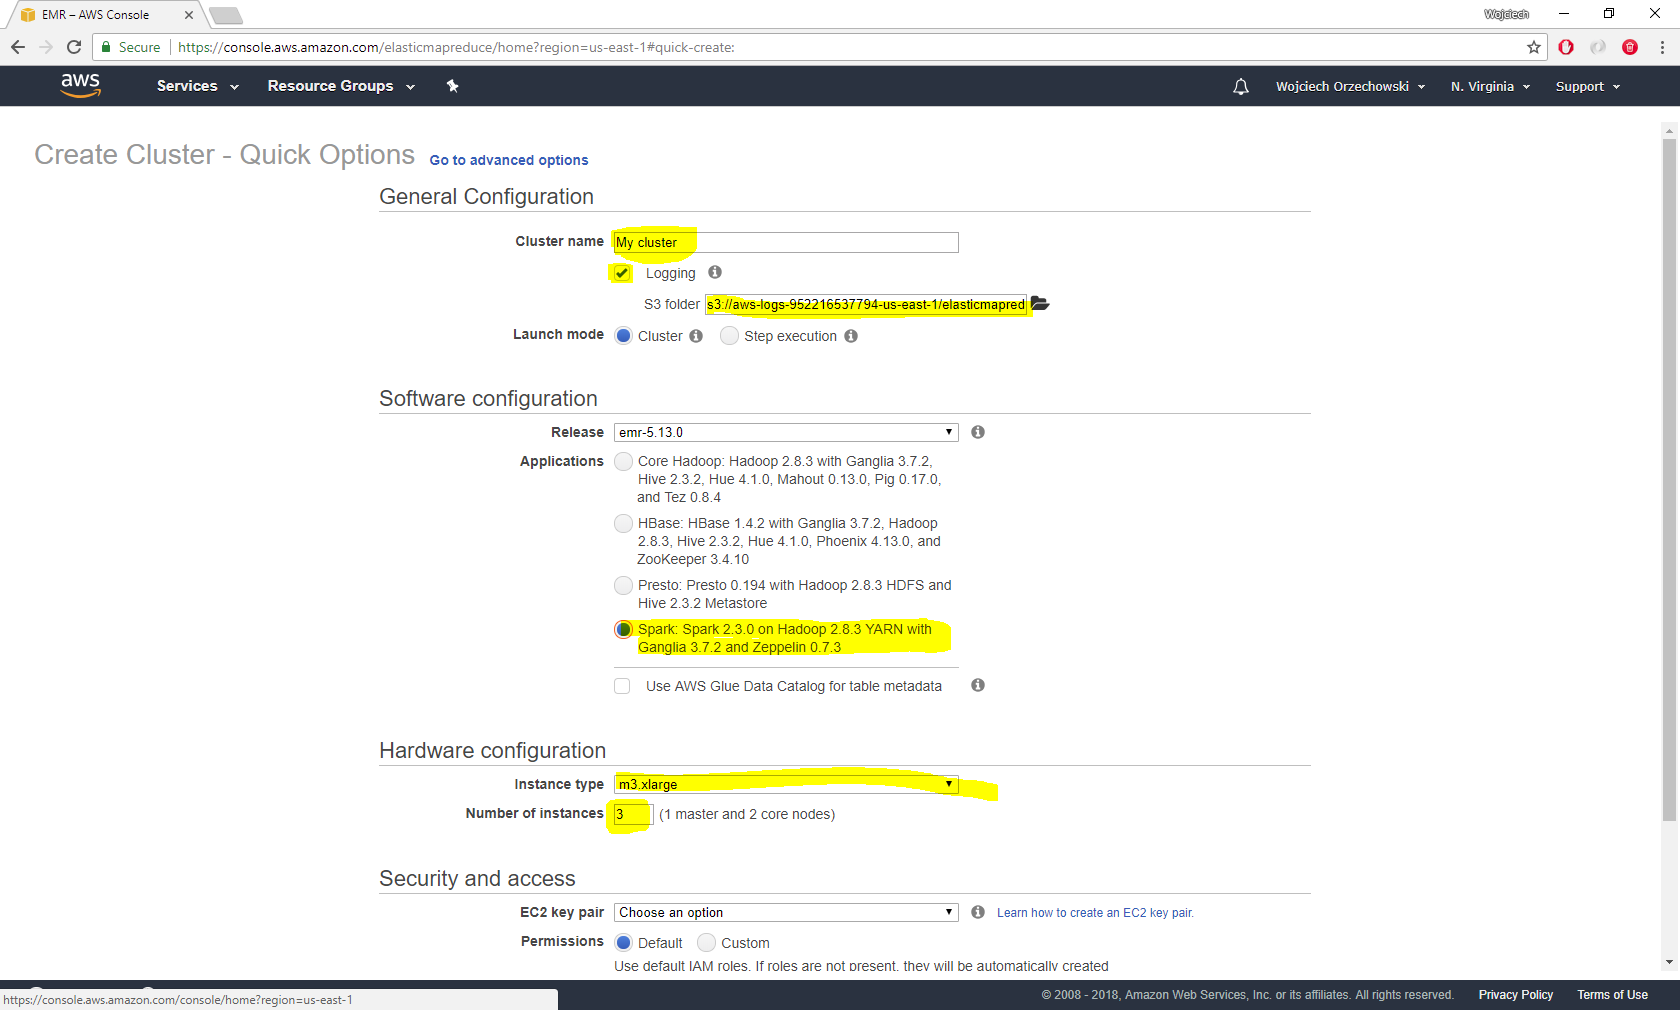 EMR – AWS Console
Wojciech
Secure
https://console.aws.amazon.com/elasticmapreduce/home?region=us-east-1#quick-create:
aws
Services
Resource Groups
Wojciech Orzechowski
N. Virginia
Support
Create Cluster - Quick Options
Go to advanced options
General Configuration
Cluster name My cluster
Logging
S3 folder s3://aws-logs-952216537794-us-east-1/elasticmapred
Launch mode Cluster Step execution
Software configuration
Release emr-5.13.0
Applications Core Hadoop: Hadoop 2.8.3 with Ganglia 3.7.2,
Hive 2.3.2, Hue 4.1.0, Mahout 0.13.0, Pig 0.17.0,
and Tez 0.8.4
HBase: HBase 1.4.2 with Ganglia 3.7.2, Hadoop
2.8.3, Hive 2.3.2, Hue 4.1.0, Phoenix 4.13.0, and
ZooKeeper 3.4.10
Presto: Presto 0.194 with Hadoop 2.8.3 HDFS and
Hive 2.3.2 Metastore
Spark: Spark 2.3.0 on Hadoop 2.8.3 YARN with
Ganglia 3.7.2 and Zeppelin 0.7.3
Use AWS Glue Data Catalog for table metadata
Hardware configuration
Instance type m3.xlarge
Number of instances 3 (1 master and 2 core nodes)
Security and access
EC2 key pair Choose an option Learn how to create an EC2 key pair.
Permissions Default Custom
Use default IAM roles. If roles are not present, they will be automatically created
https://console.aws.amazon.com/console/home?region=us-east-1
© 2008 - 2018, Amazon Web Services, Inc. or its affiliates. All rights reserved. Privacy Policy Terms of Use